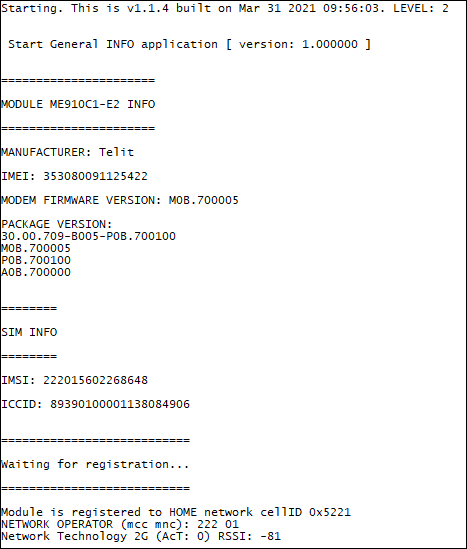 Starting. This is v1.1.4 built on Mar 31 2021 09:56:03. LEVEL: 2
Start General INFO application [ version: 1.000000 ]
======================
MODULE ME910C1-E2 INFO
======================
MANUFACTURER: Telit
IMEI: 353080091125422
MODEM FIRMWARE VERSION: M0B.700005
PACKAGE VERSION:
30.00.709-B005-P0B.700100
M0B.700005
P0B.700100
A0B.700000
========
SIM INFO
========
IMSI: 222015602268648
ICCID: 89390100001138084906
===========================
Waiting for registration...
===========================
Module is registered to HOME network cellID 0x5221
NETWORK OPERATOR (mcc mnc): 222 01
Network Technology 2G (AcT: 0) RSSI: -81